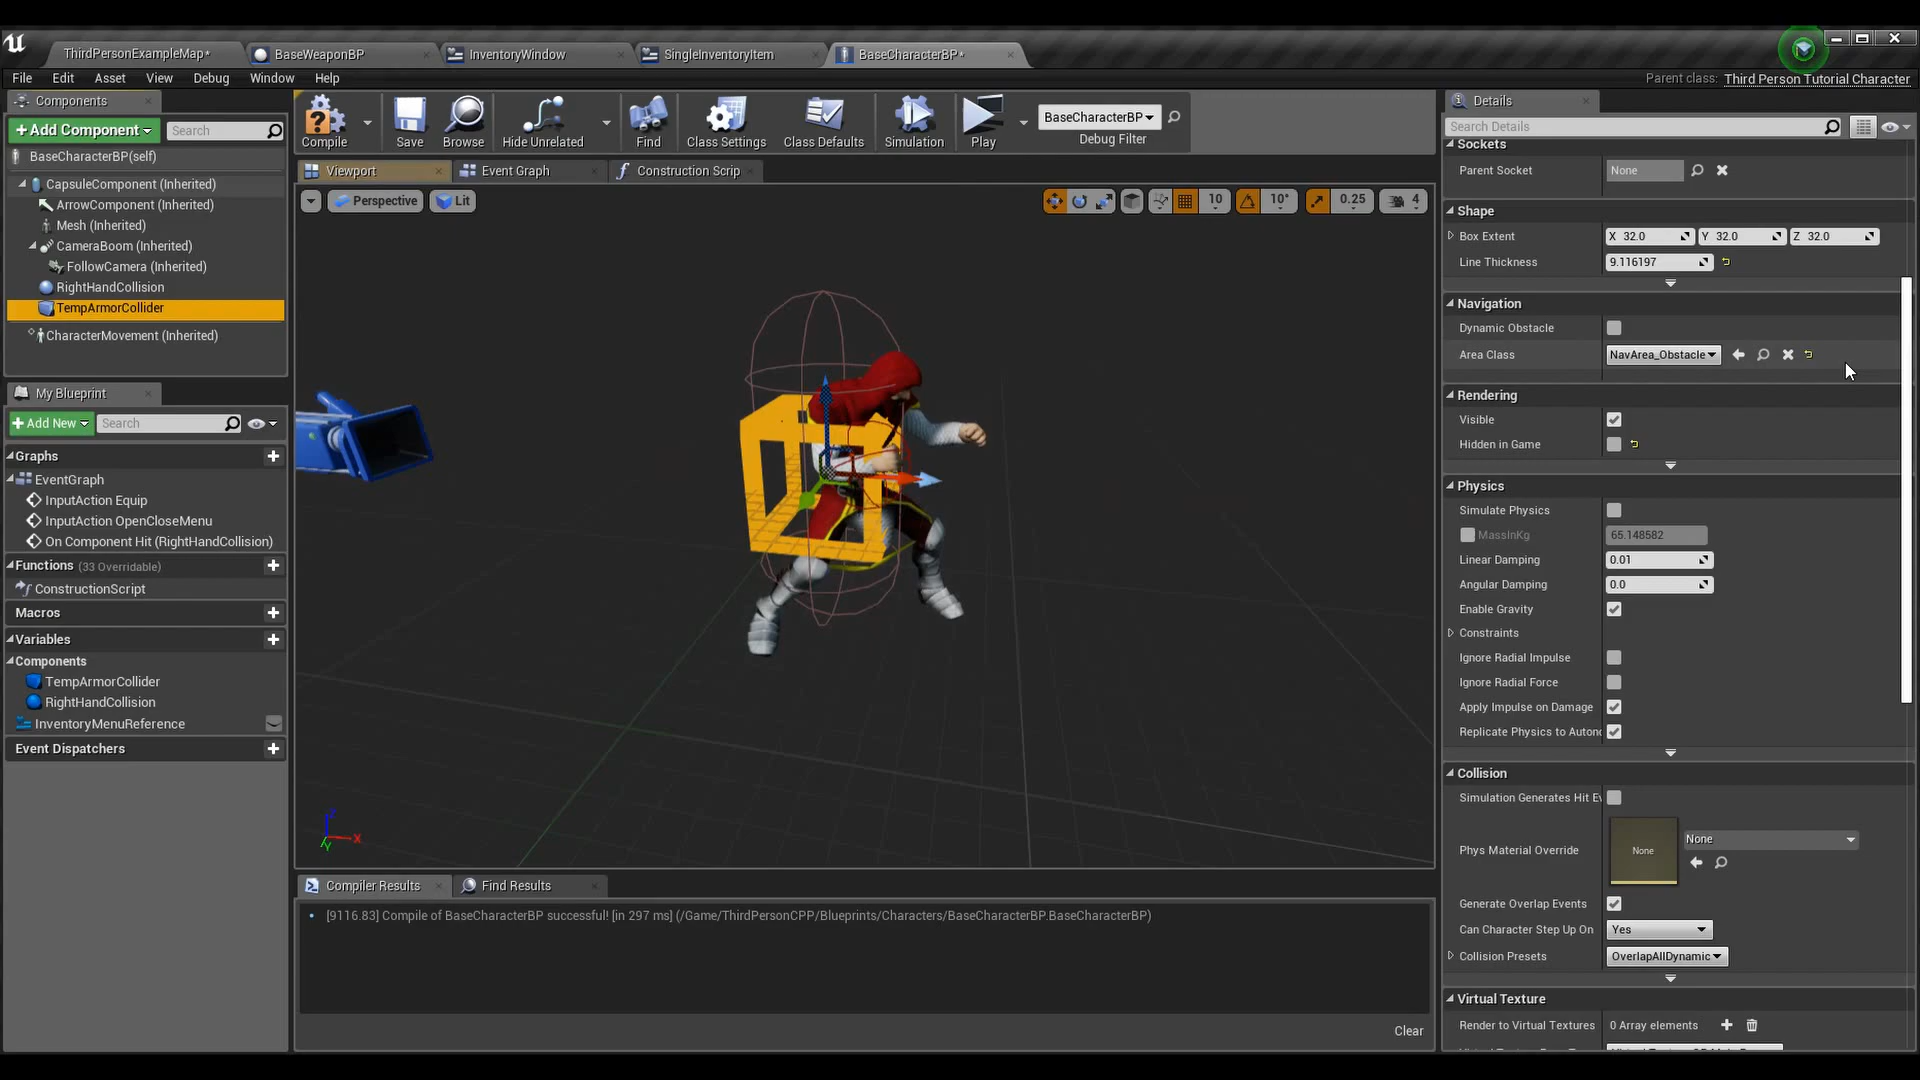 ThirdPersonExampleMap*
BaseWeaponBP
InventoryWindow
SingleInventoryItem
BaseCharacterBP*
File Edit Asset View Debug Window Help
Parent class: Third Person Tutorial Character
Components
+Add Component
Search
BaseCharacterBP(self)
CapsuleComponent (Inherited)
ArrowComponent (Inherited)
Mesh (Inherited)
CameraBoom (Inherited)
FollowCamera (Inherited)
RightHandCollision
TempArmorCollider
CharacterMovement (Inherited)
My Blueprint
+Add New
Search
Graphs
EventGraph
InputAction Equip
InputAction OpenCloseMenu
On Component Hit (RightHandCollision)
Functions (33 Overridable)
ConstructionScript
Macros
Variables
Components
TempArmorCollider
RightHandCollision
InventoryMenuReference
Event Dispatchers
Compile
Save
Browse
Hide Unrelated
Find
Class Settings
Class Defaults
Simulation
Play
BaseCharacterBP
Debug Filter
Viewport
Event Graph
Construction Scrip
Perspective
Lit
10
10°
0.25
4
Z
X
Y
Compiler Results
Find Results
[9116.83] Compile of BaseCharacterBP successful! [in 297 ms] (/Game/ThirdPersonCPP/Blueprints/Characters/BaseCharacterBP.BaseCharacterBP)
Clear
Details
Search Details
Sockets
Parent Socket None
Shape
Box Extent X 32.0 Y 32.0 Z 32.0
Line Thickness 9.116197
Navigation
Dynamic Obstacle
Area Class NavArea_Obstacle
Rendering
Visible
Hidden in Game
Physics
Simulate Physics
MassInKg 65.148582
Linear Damping 0.01
Angular Damping 0.0
Enable Gravity
Constraints
Ignore Radial Impulse
Ignore Radial Force
Apply Impulse on Damage
Replicate Physics to Auton
Collision
Simulation Generates Hit Ev
None
Phys Material Override None
Generate Overlap Events
Can Character Step Up On Yes
Collision Presets OverlapAllDynamic
Virtual Texture
Render to Virtual Textures 0 Array elements